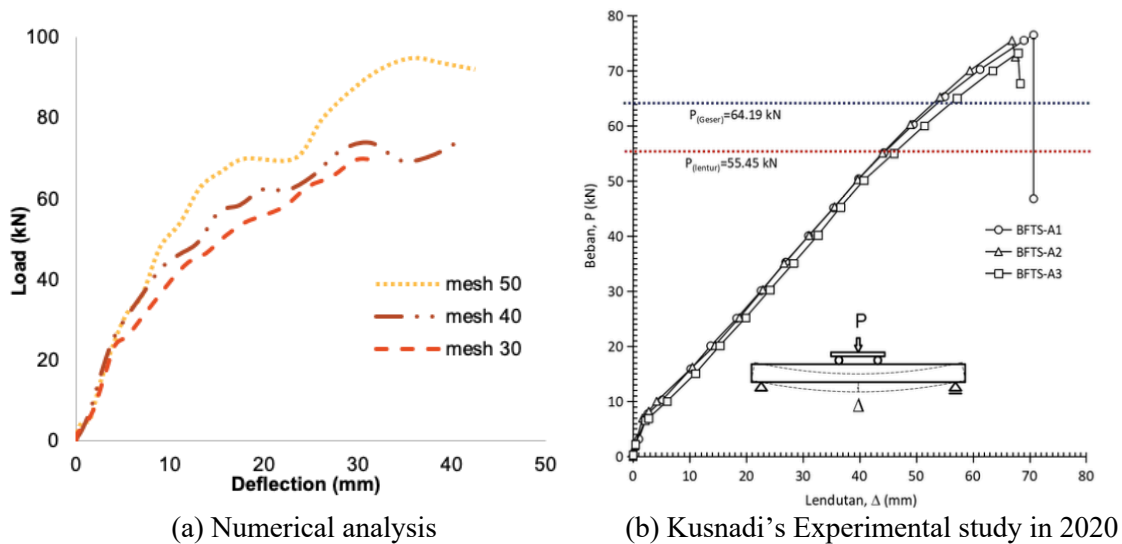 100
80
60
40
20
0
0
10
20
30
40
50
Load (kN)
Deflection (mm)
mesh 50
mesh 40
mesh 30
(a) Numerical analysis
80
70
60
50
40
30
20
10
0
0
10
20
30
40
50
60
70
80
Beban, P (kN)
Lendutan, Δ (mm)
P(Geser)=64.19 kN
P(lentur)=55.45 kN
BFTS-A1
BFTS-A2
BFTS-A3
P
Δ
(b) Kusnadi's Experimental study in 2020